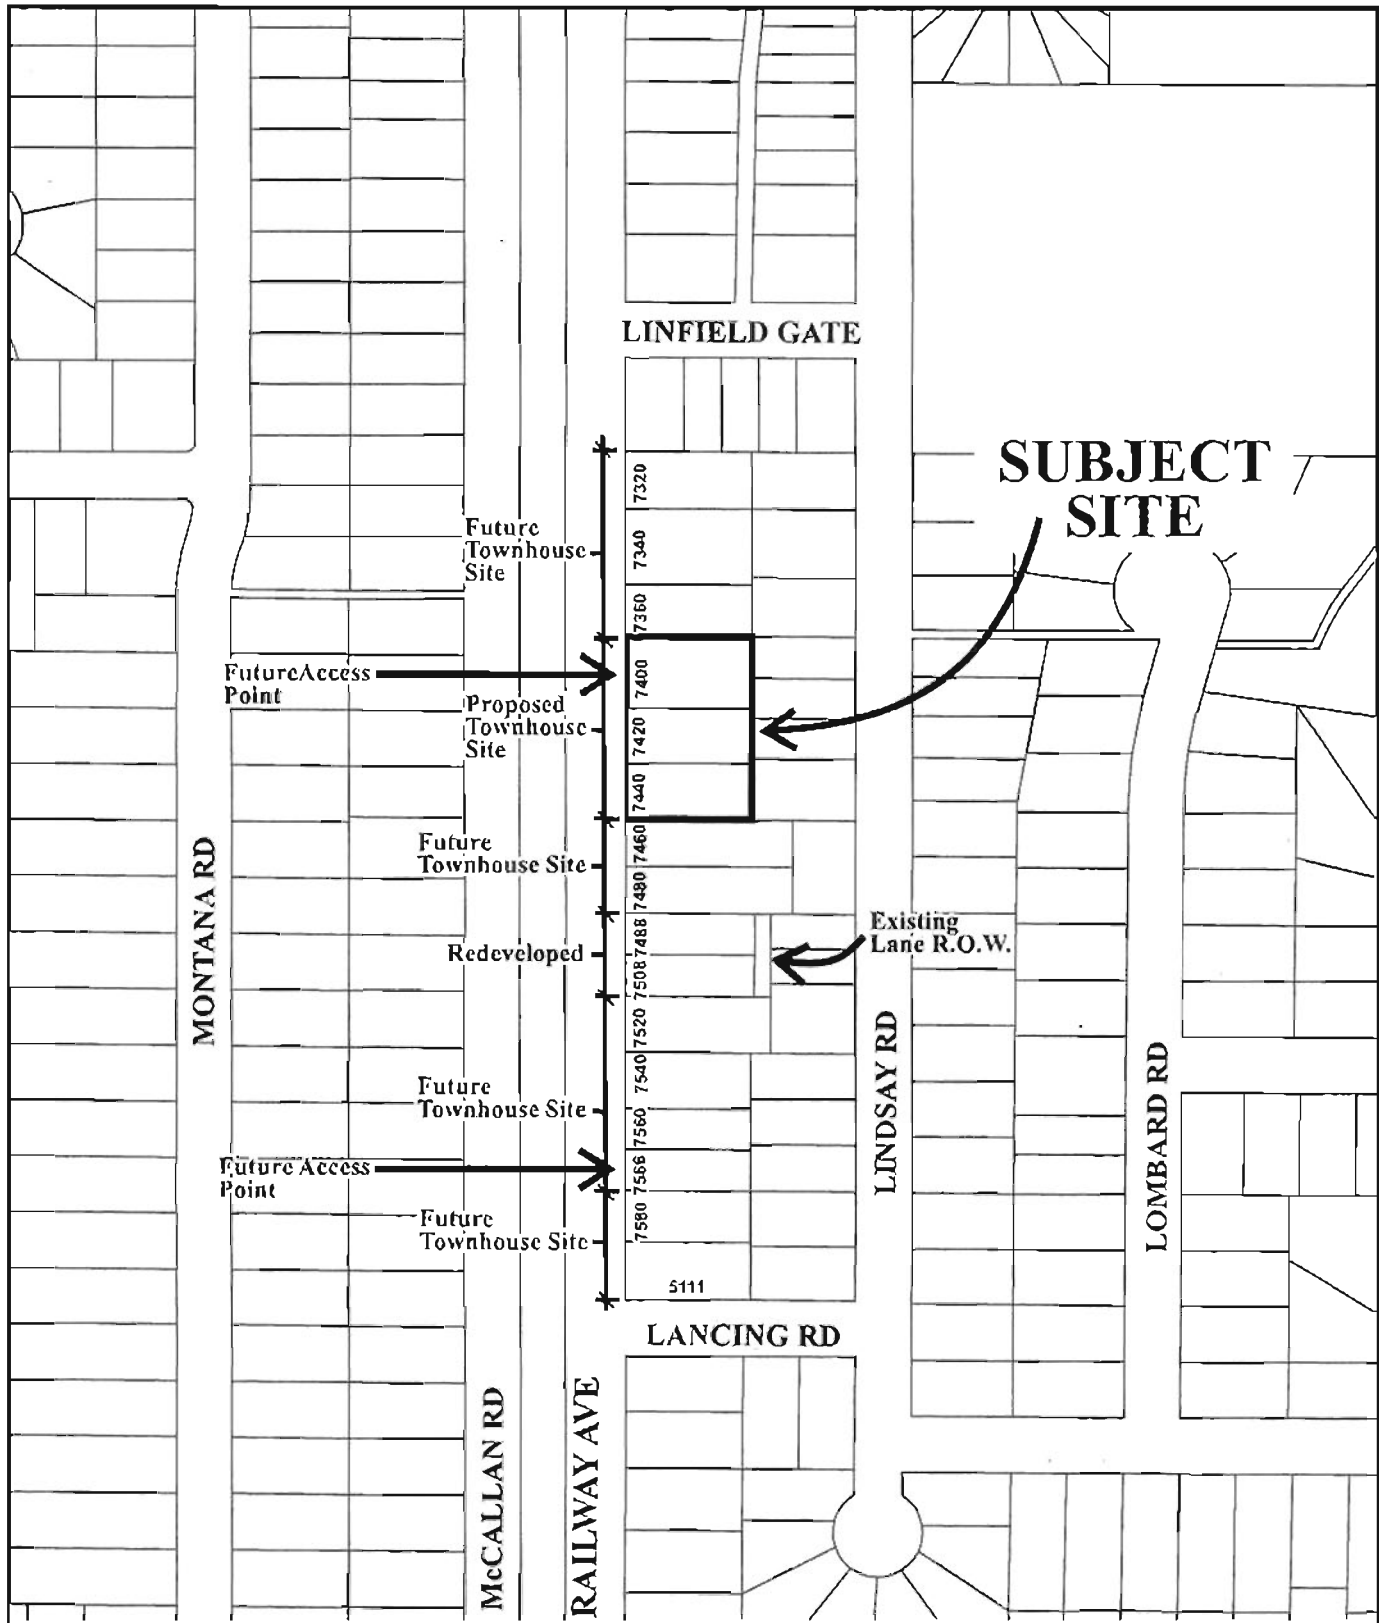 LINFIELD GATE
SUBJECT
SITE
7320
7340
7360
Future
Townhouse
Site
Future Access
Point
7400
7420
7440
Proposed
Townhouse
Site
Future
Townhouse Site
7460
7480
Redeveloped
7488
7508
Existing
Lane R.O.W.
7520
7540
7560
7566
7580
Future
Townhouse Site
Future Access
Point
Future
Townhouse Site
5111
LANCING RD
MONTANA RD
McCALLAN RD
RAILWAY AVE
LINDSAY RD
LOMBARD RD